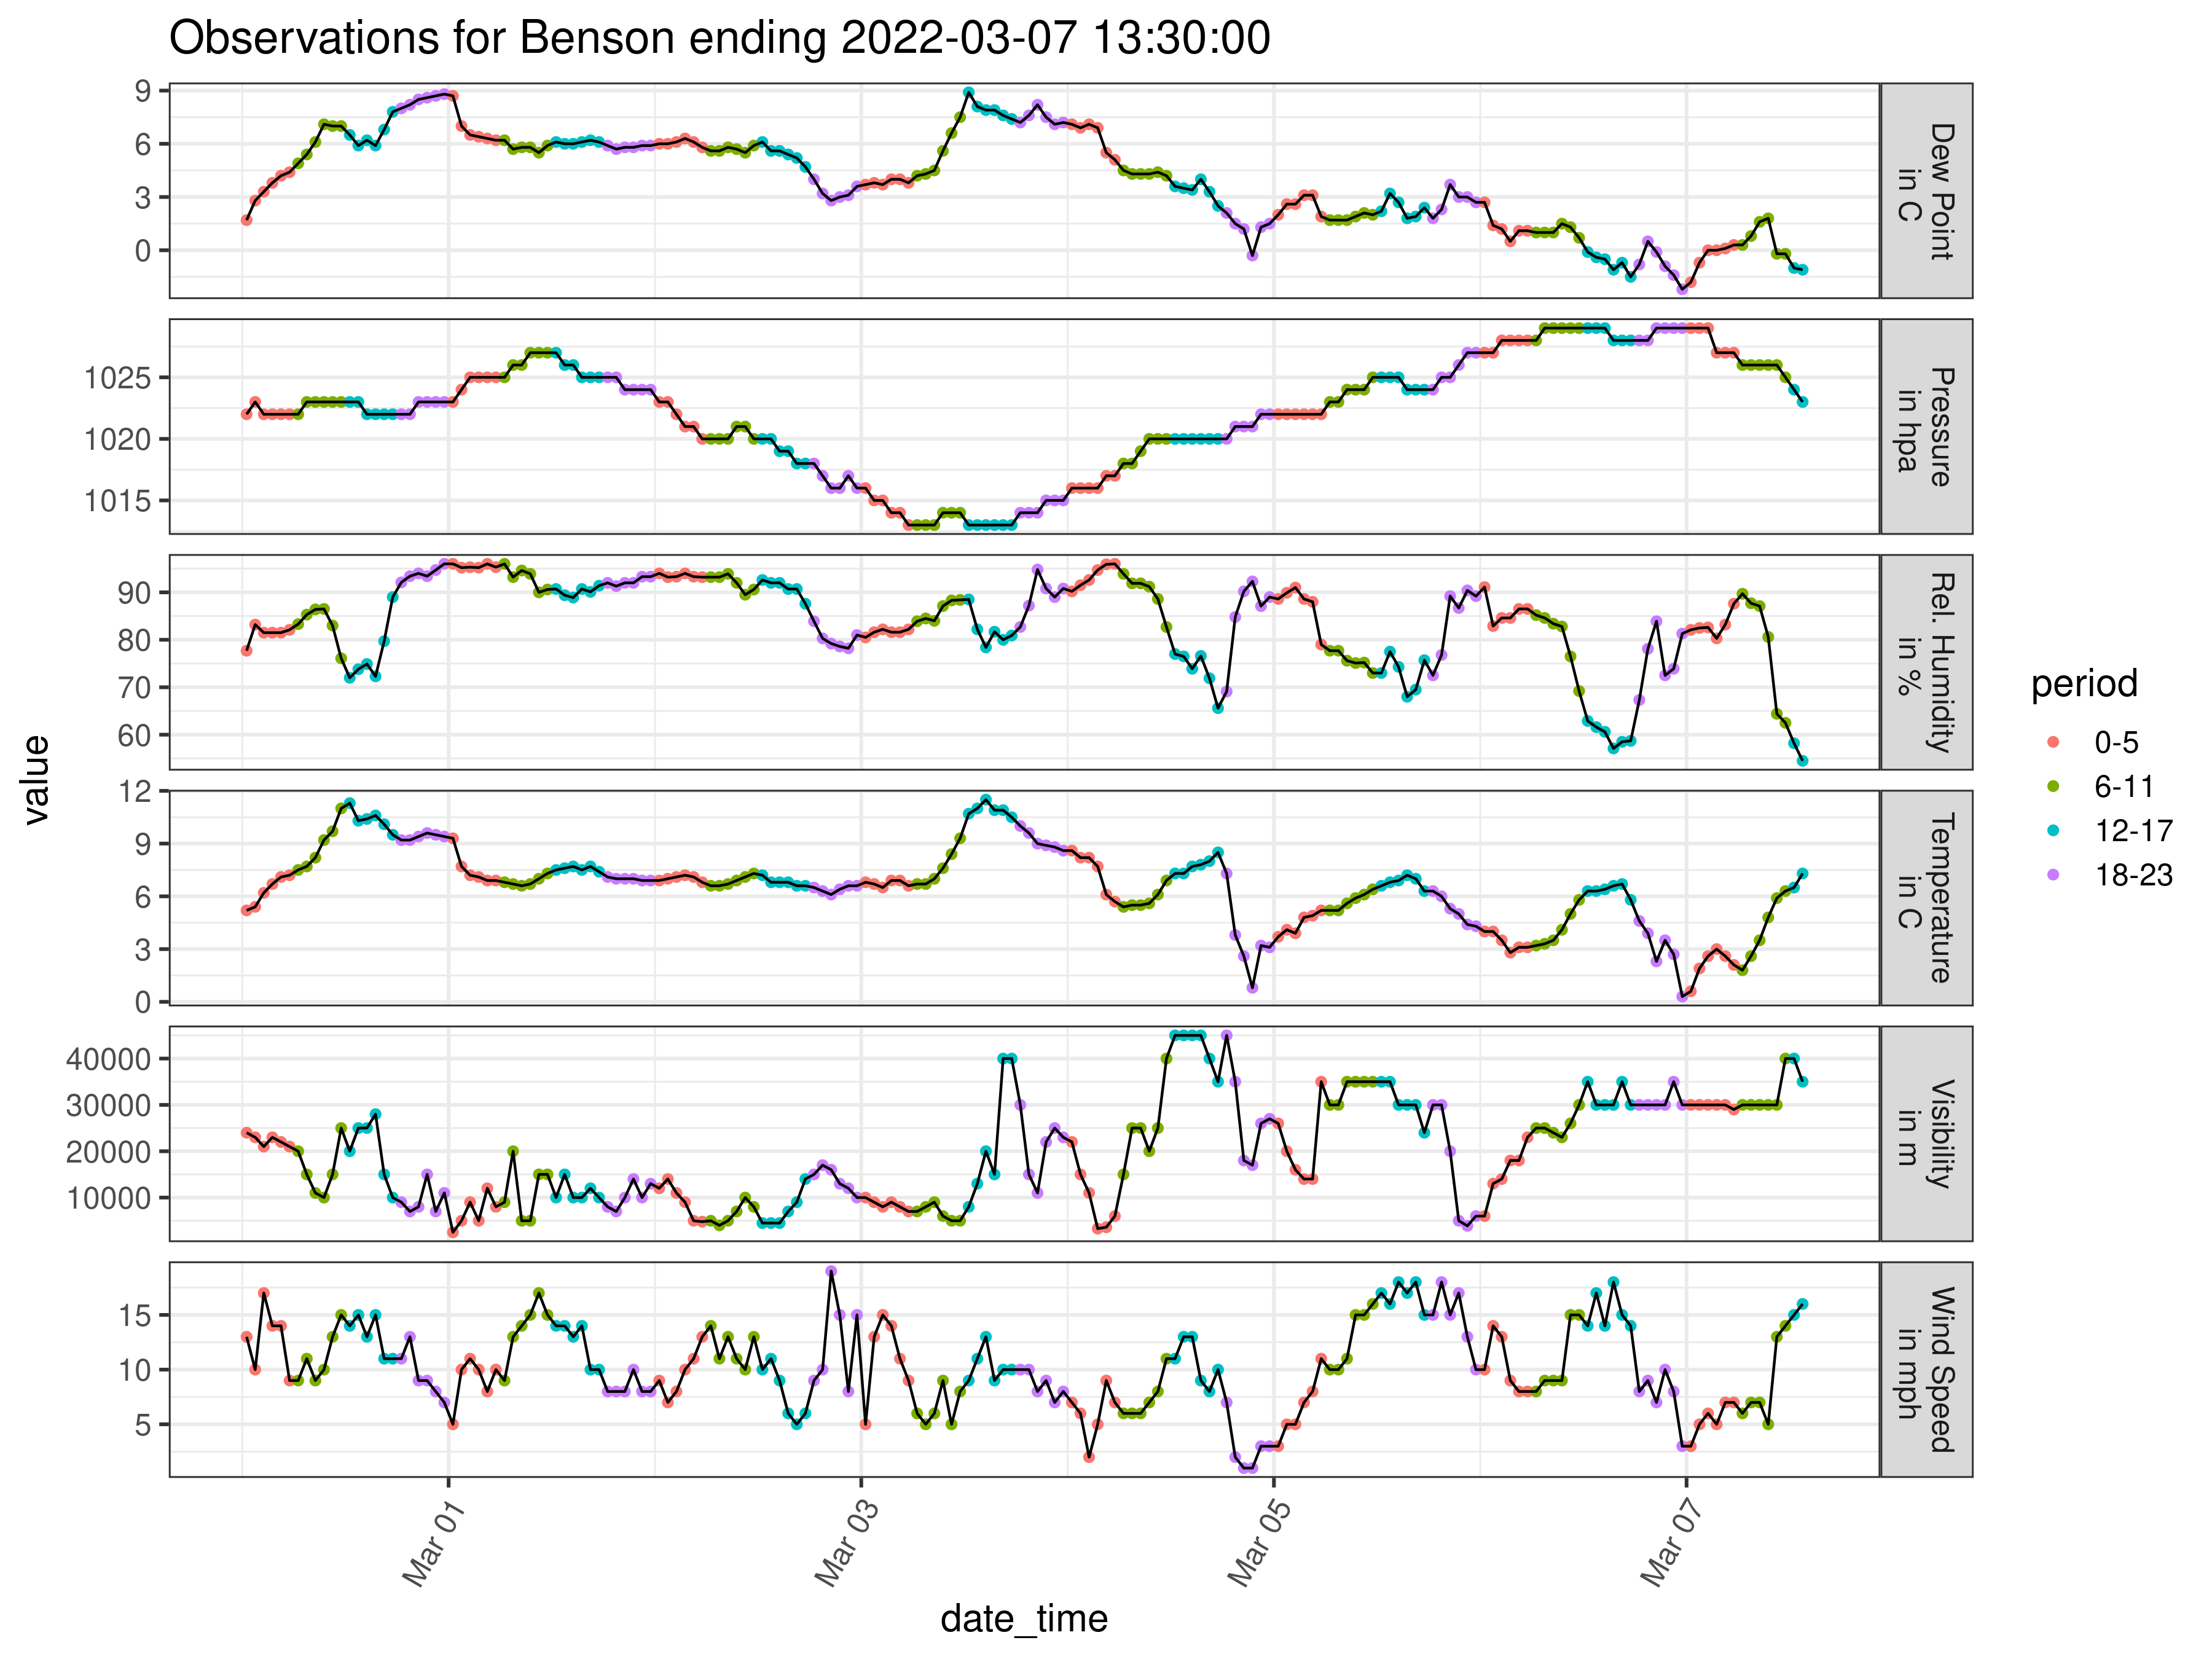 Observations for Benson ending 2022-03-07 13:30:00
value
9
6
3
0
Dew Point
in C
1025
1020
1015
Pressure
in hpa
90
80
70
60
Rel. Humidity
in %
12
9
6
3
0
Temperature
in C
40000
30000
20000
10000
Visibility
in m
15
10
5
Wind Speed
in mph
Mar 01
Mar 03
Mar 05
Mar 07
date_time
period
0-5
6-11
12-17
18-23